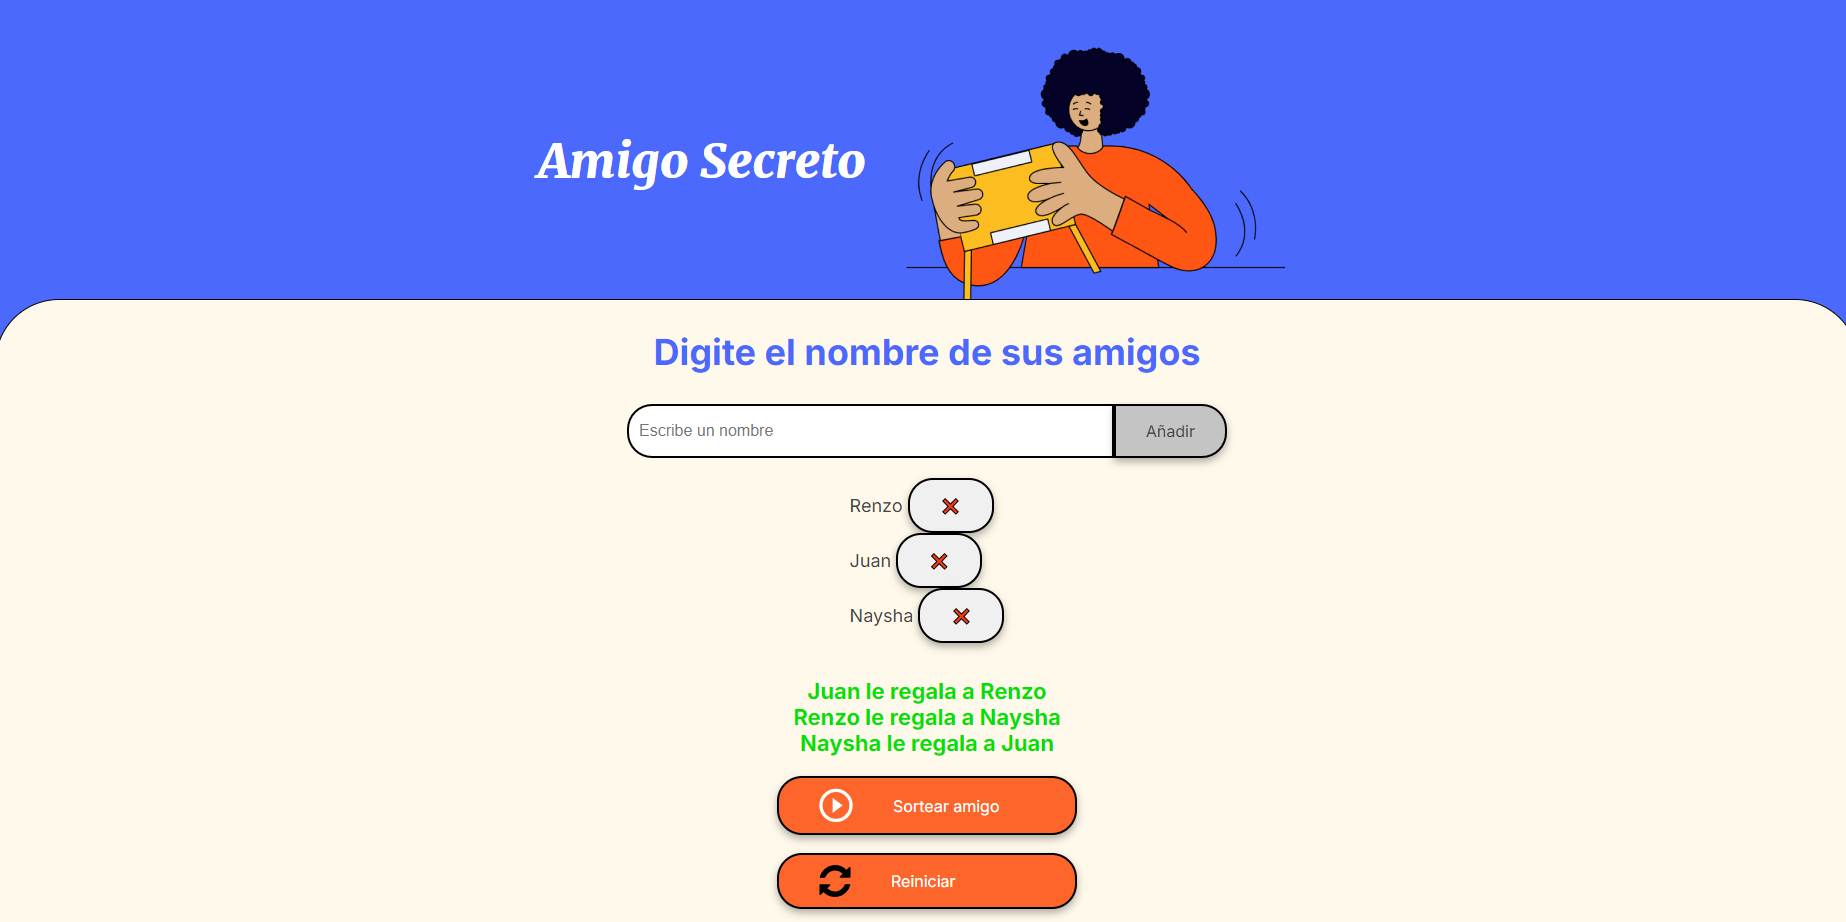 Amigo Secreto
Digite el nombre de sus amigos
Escribe un nombre
Añadir
Renzo
Juan
Naysha
Juan le regala a Renzo
Renzo le regala a Naysha
Naysha le regala a Juan
Sortear amigo
Reiniciar